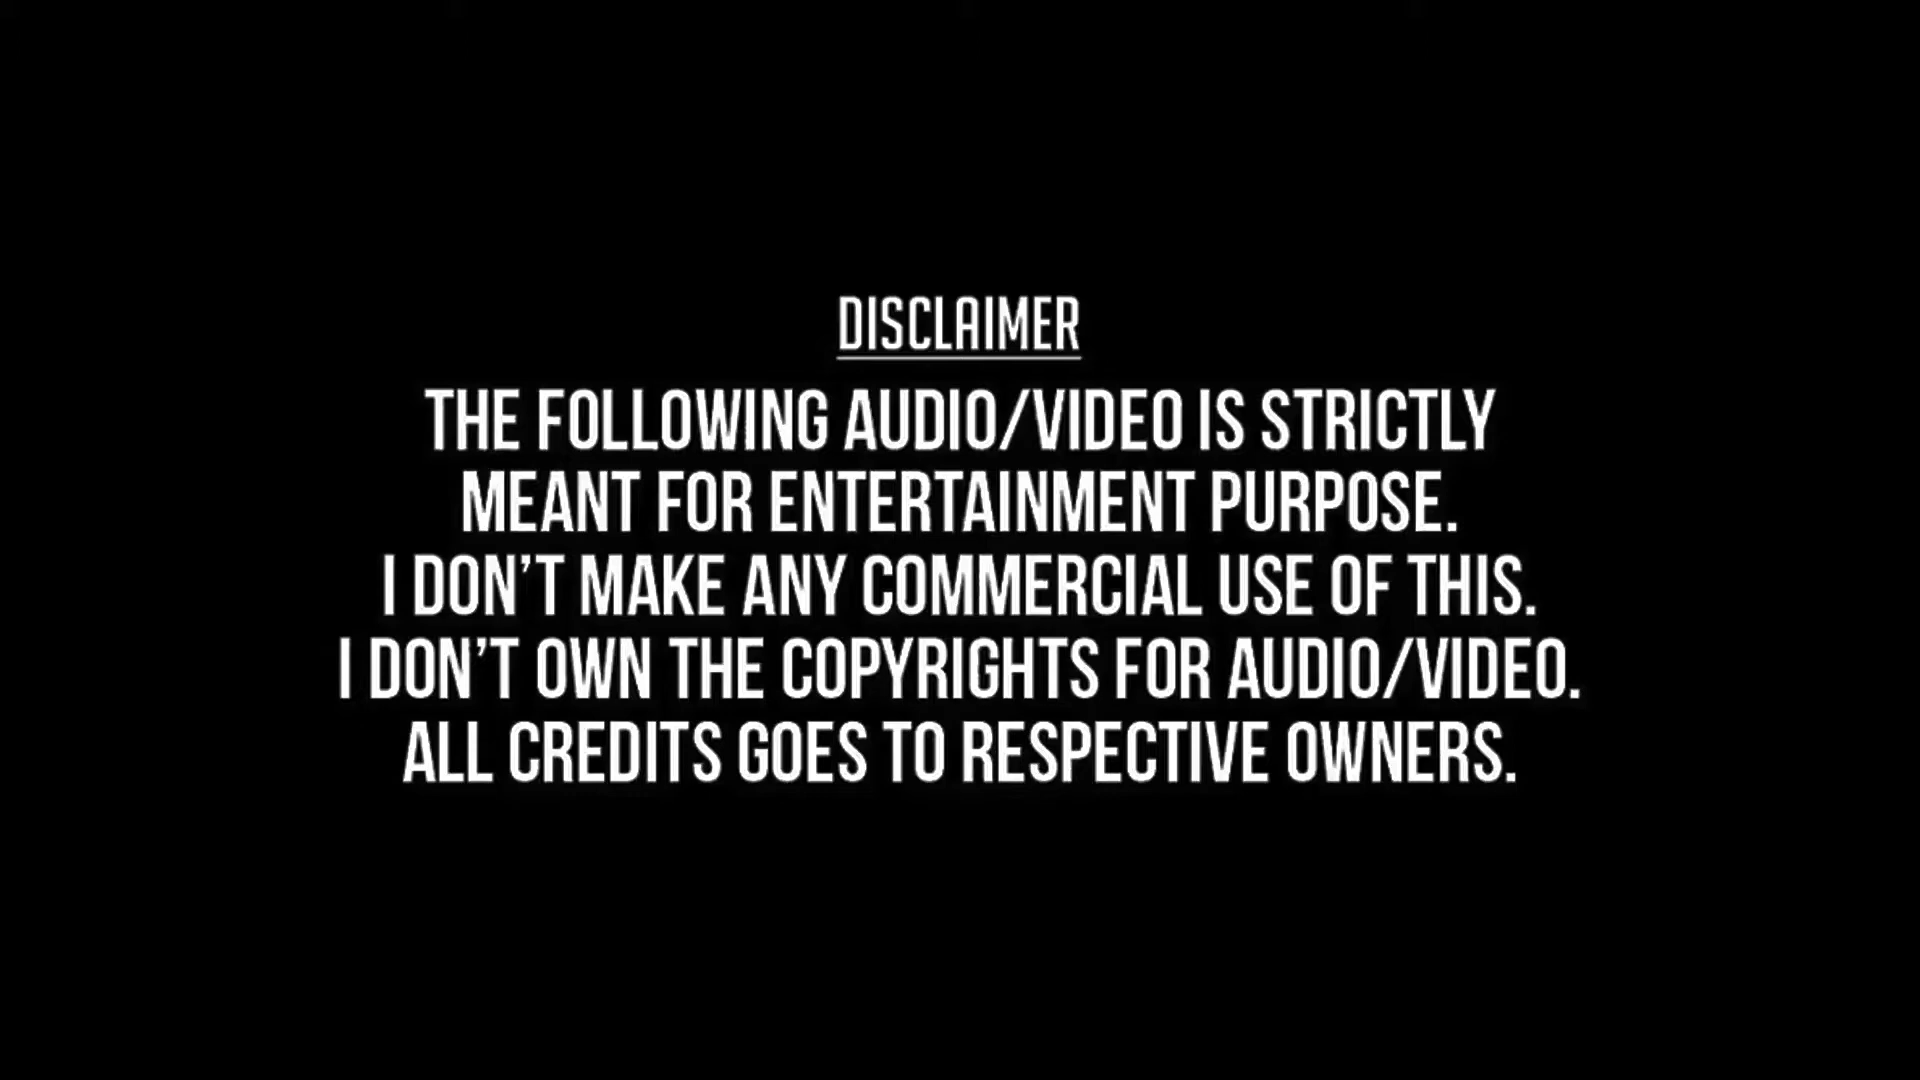 DISCLAIMER
THE FOLLOWING AUDIO/VIDEO IS STRICTLY
MEANT FOR ENTERTAINMENT PURPOSE.
I DON'T MAKE ANY COMMERCIAL USE OF THIS.
I DON'T OWN THE COPYRIGHTS FOR AUDIO/VIDEO.
ALL CREDITS GOES TO RESPECTIVE OWNERS.